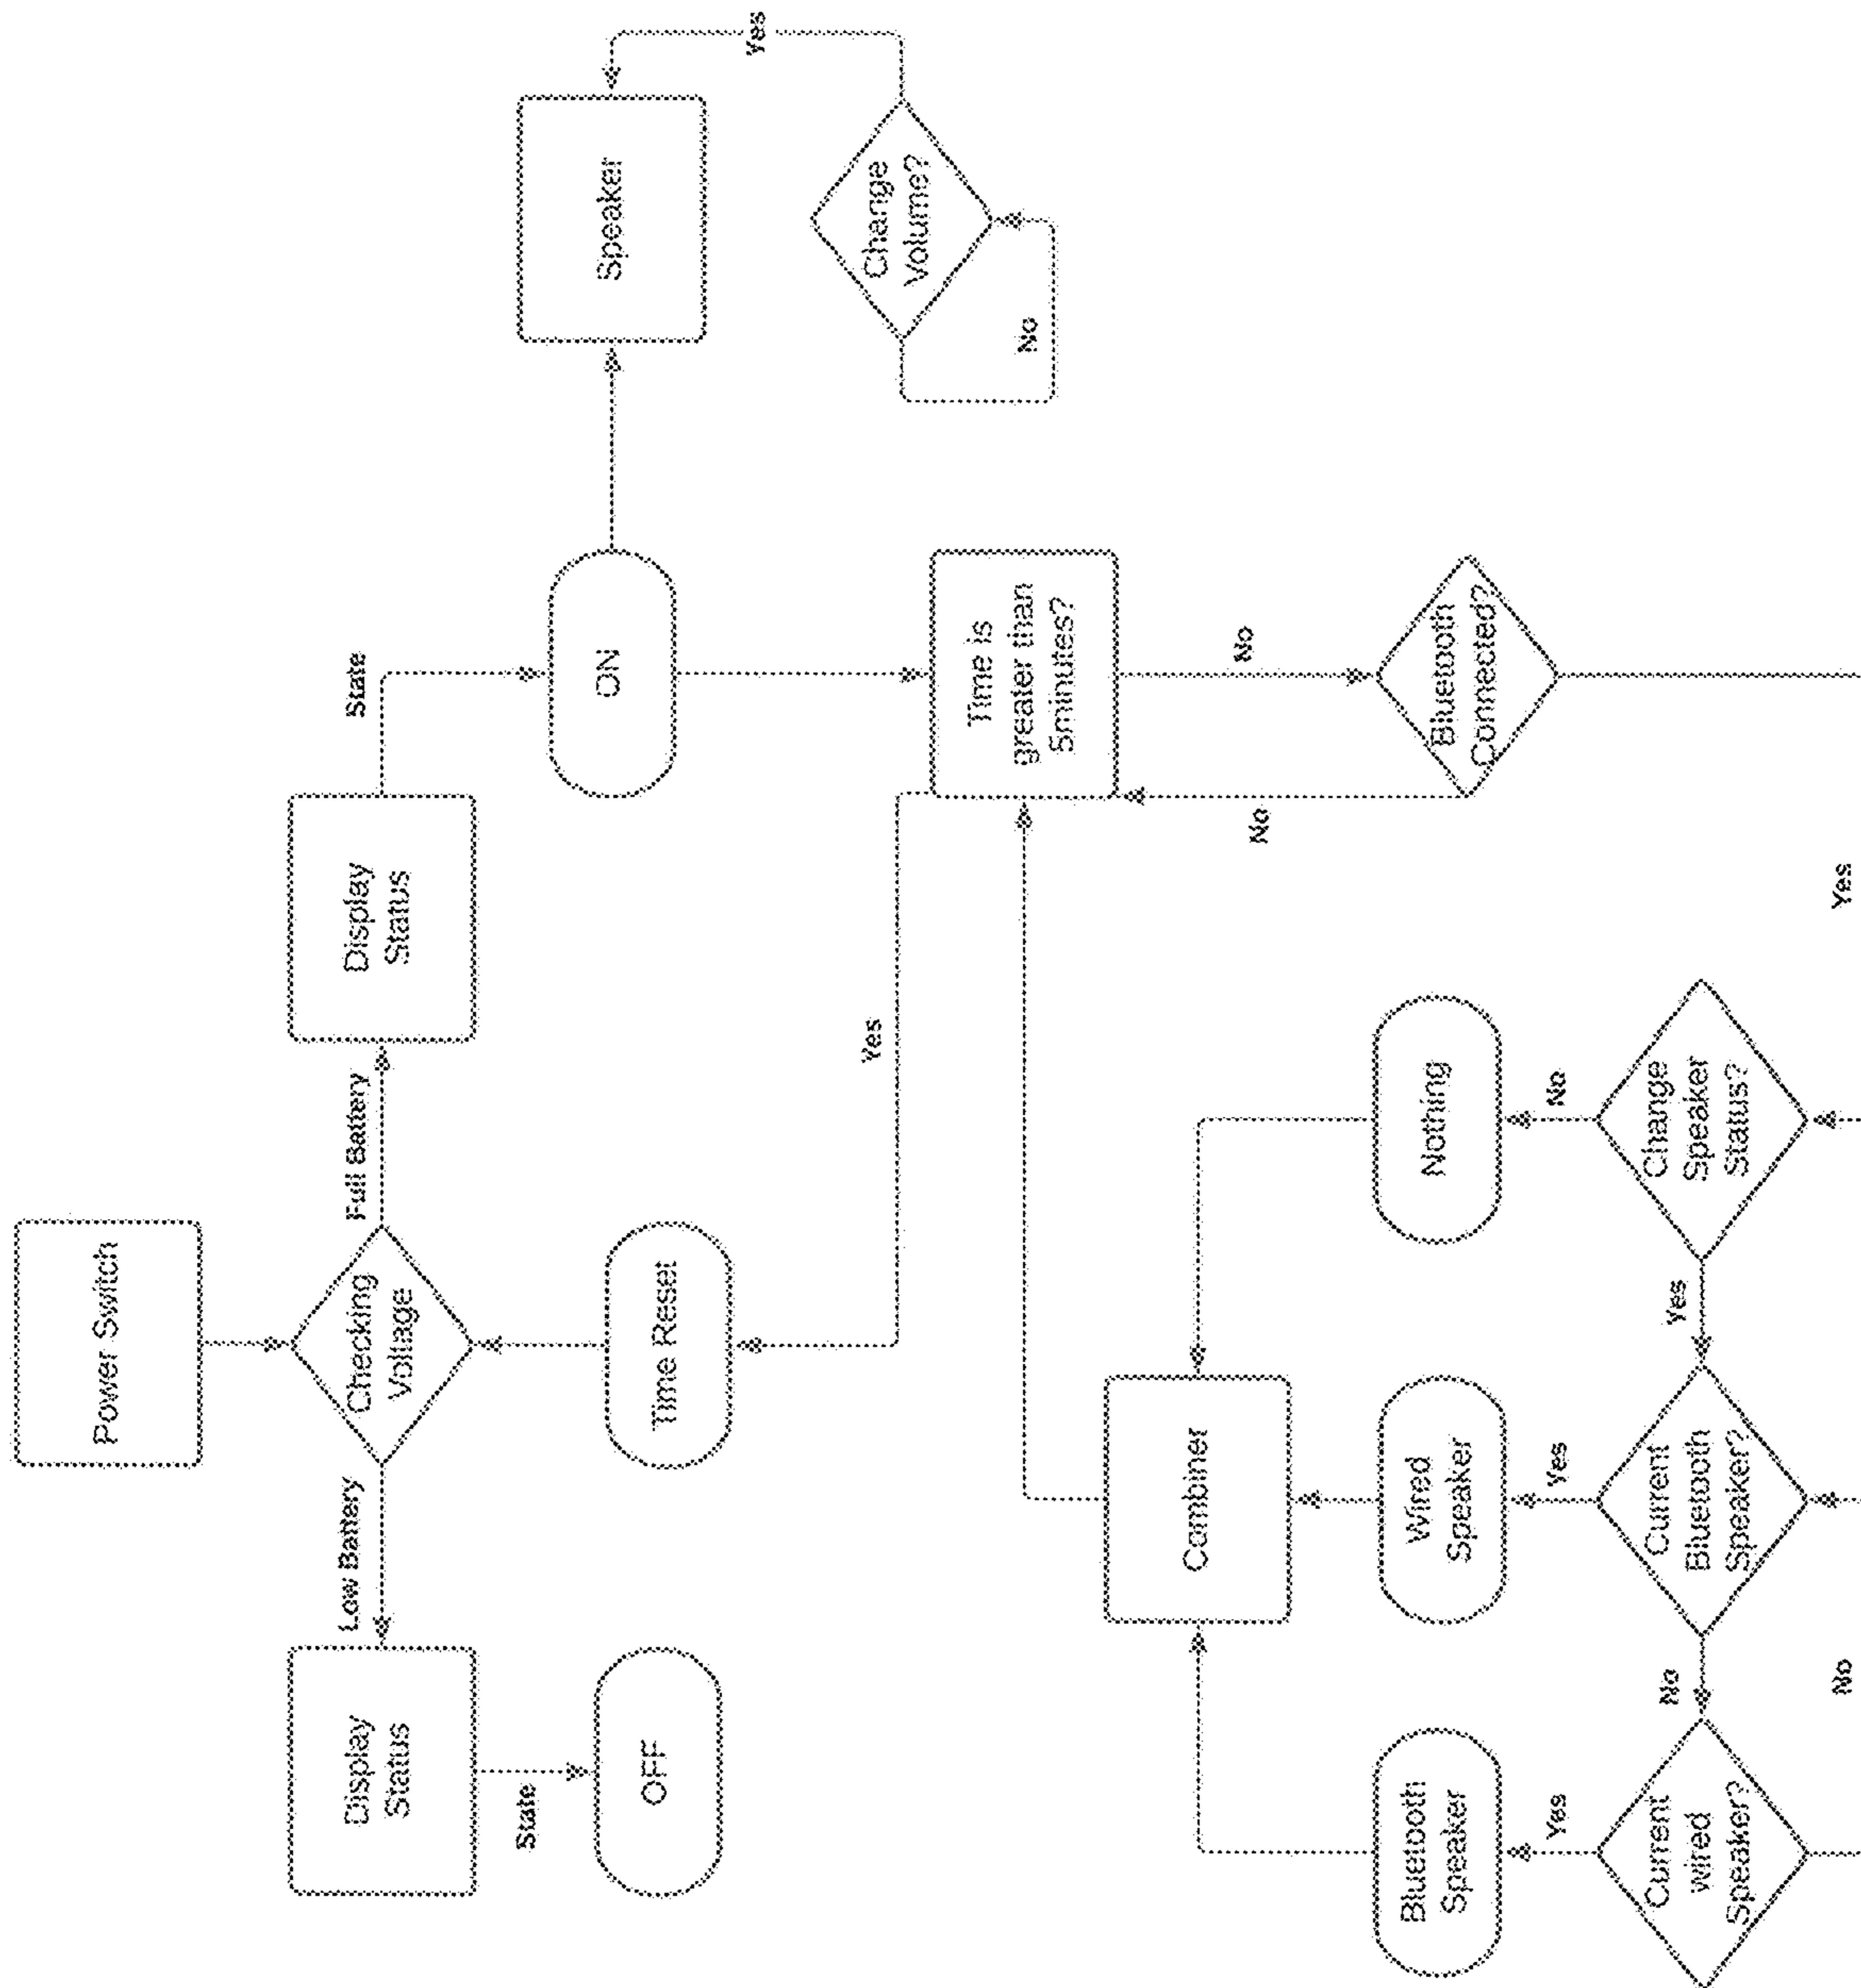 Power Switch
Low Battery
Checking
Voltage
Full Battery
Display
Status
State
OFF
Time Reset
Display
Status
State
ON
Speaker
Yes
Change
Volume?
No
Yes
Time is
greater than
5minutes?
No
No
Bluetooth
Connected?
Combiner
Bluetooth
Speaker
Wired
Speaker
Nothing
Yes
Yes
No
Current
wired
Speaker?
No
Current
Bluetooth
Speaker?
Yes
Change
Speaker
Status?
No
Yes